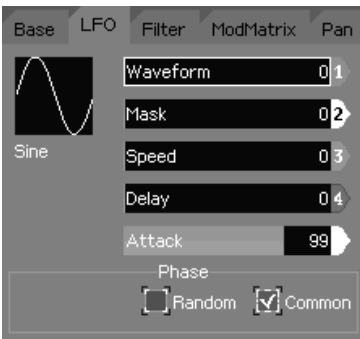 Base LFO Filter ModMatrix Pan
Waveform 0 1
Mask 0 2
Sine Speed 0 3
Delay 0 4
Attack 99
Phase
Random Common